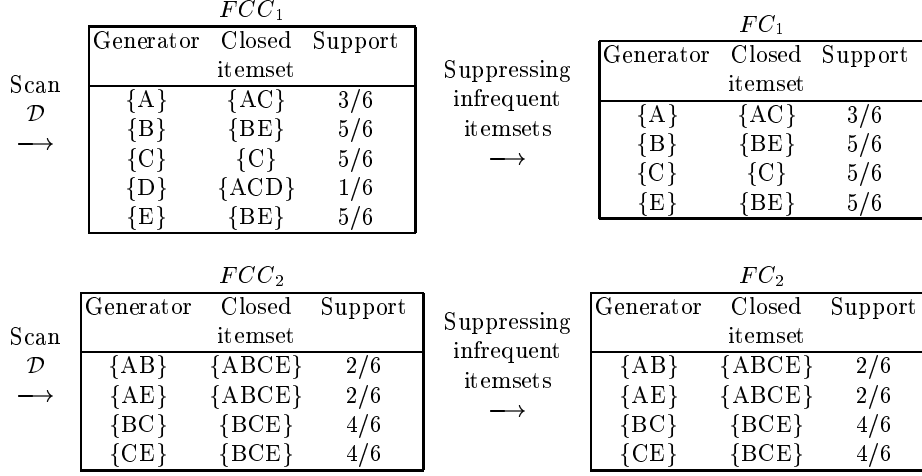 FCC₁
Generator Closed itemset Support
Scan D ⟶
{A} {AC} 3/6
{B} {BE} 5/6
{C} {C} 5/6
{D} {ACD} 1/6
{E} {BE} 5/6
Suppressing
infrequent
itemsets
⟶
FC₁
Generator Closed itemset Support
{A} {AC} 3/6
{B} {BE} 5/6
{C} {C} 5/6
{E} {BE} 5/6
FCC₂
Generator Closed itemset Support
Scan D ⟶
{AB} {ABCE} 2/6
{AE} {ABCE} 2/6
{BC} {BCE} 4/6
{CE} {BCE} 4/6
Suppressing
infrequent
itemsets
⟶
FC₂
Generator Closed itemset Support
{AB} {ABCE} 2/6
{AE} {ABCE} 2/6
{BC} {BCE} 4/6
{CE} {BCE} 4/6